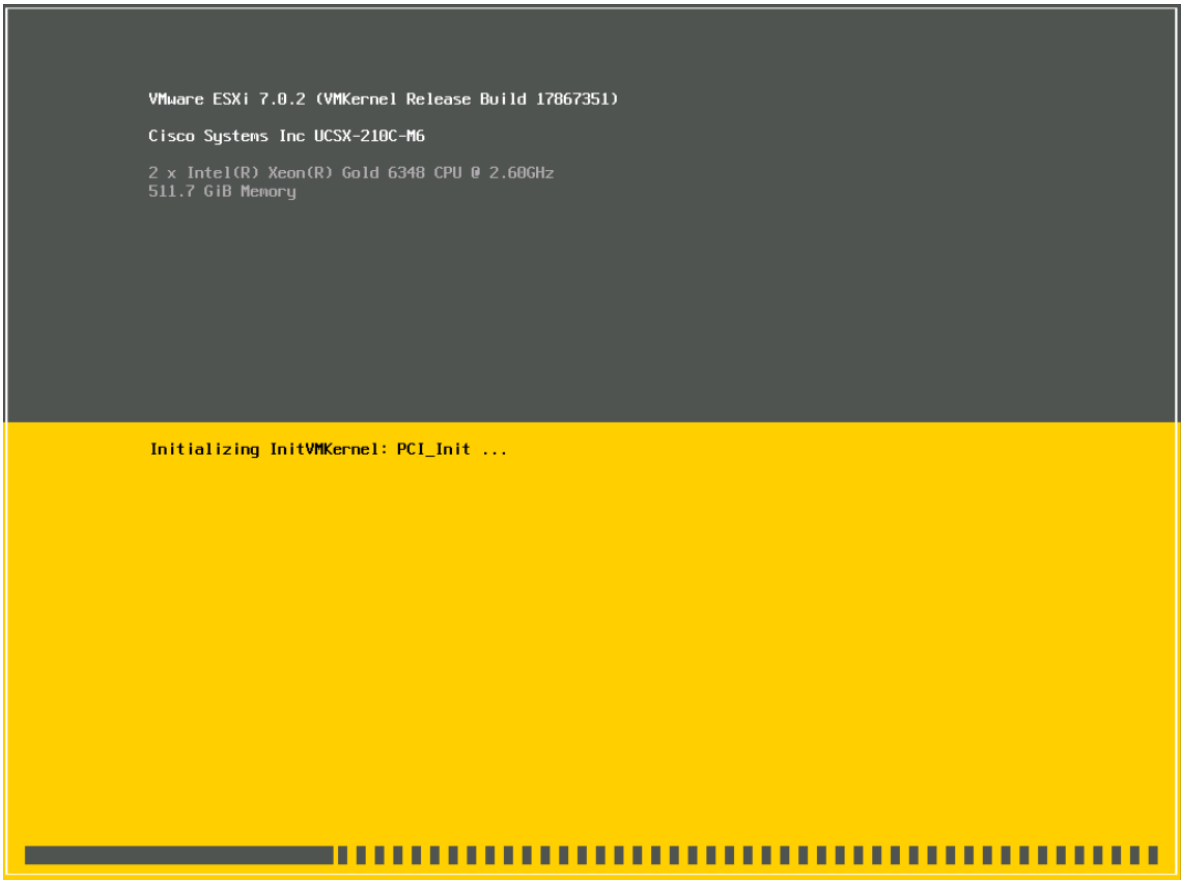 VMware ESXi 7.0.2 (VMKernel Release Build 17867351)
Cisco Systems Inc UCSX-210C-M6
2 x Intel(R) Xeon(R) Gold 6348 CPU @ 2.60GHz
511.7 GiB Memory
Initializing InitVMKernel: PCI_Init ...